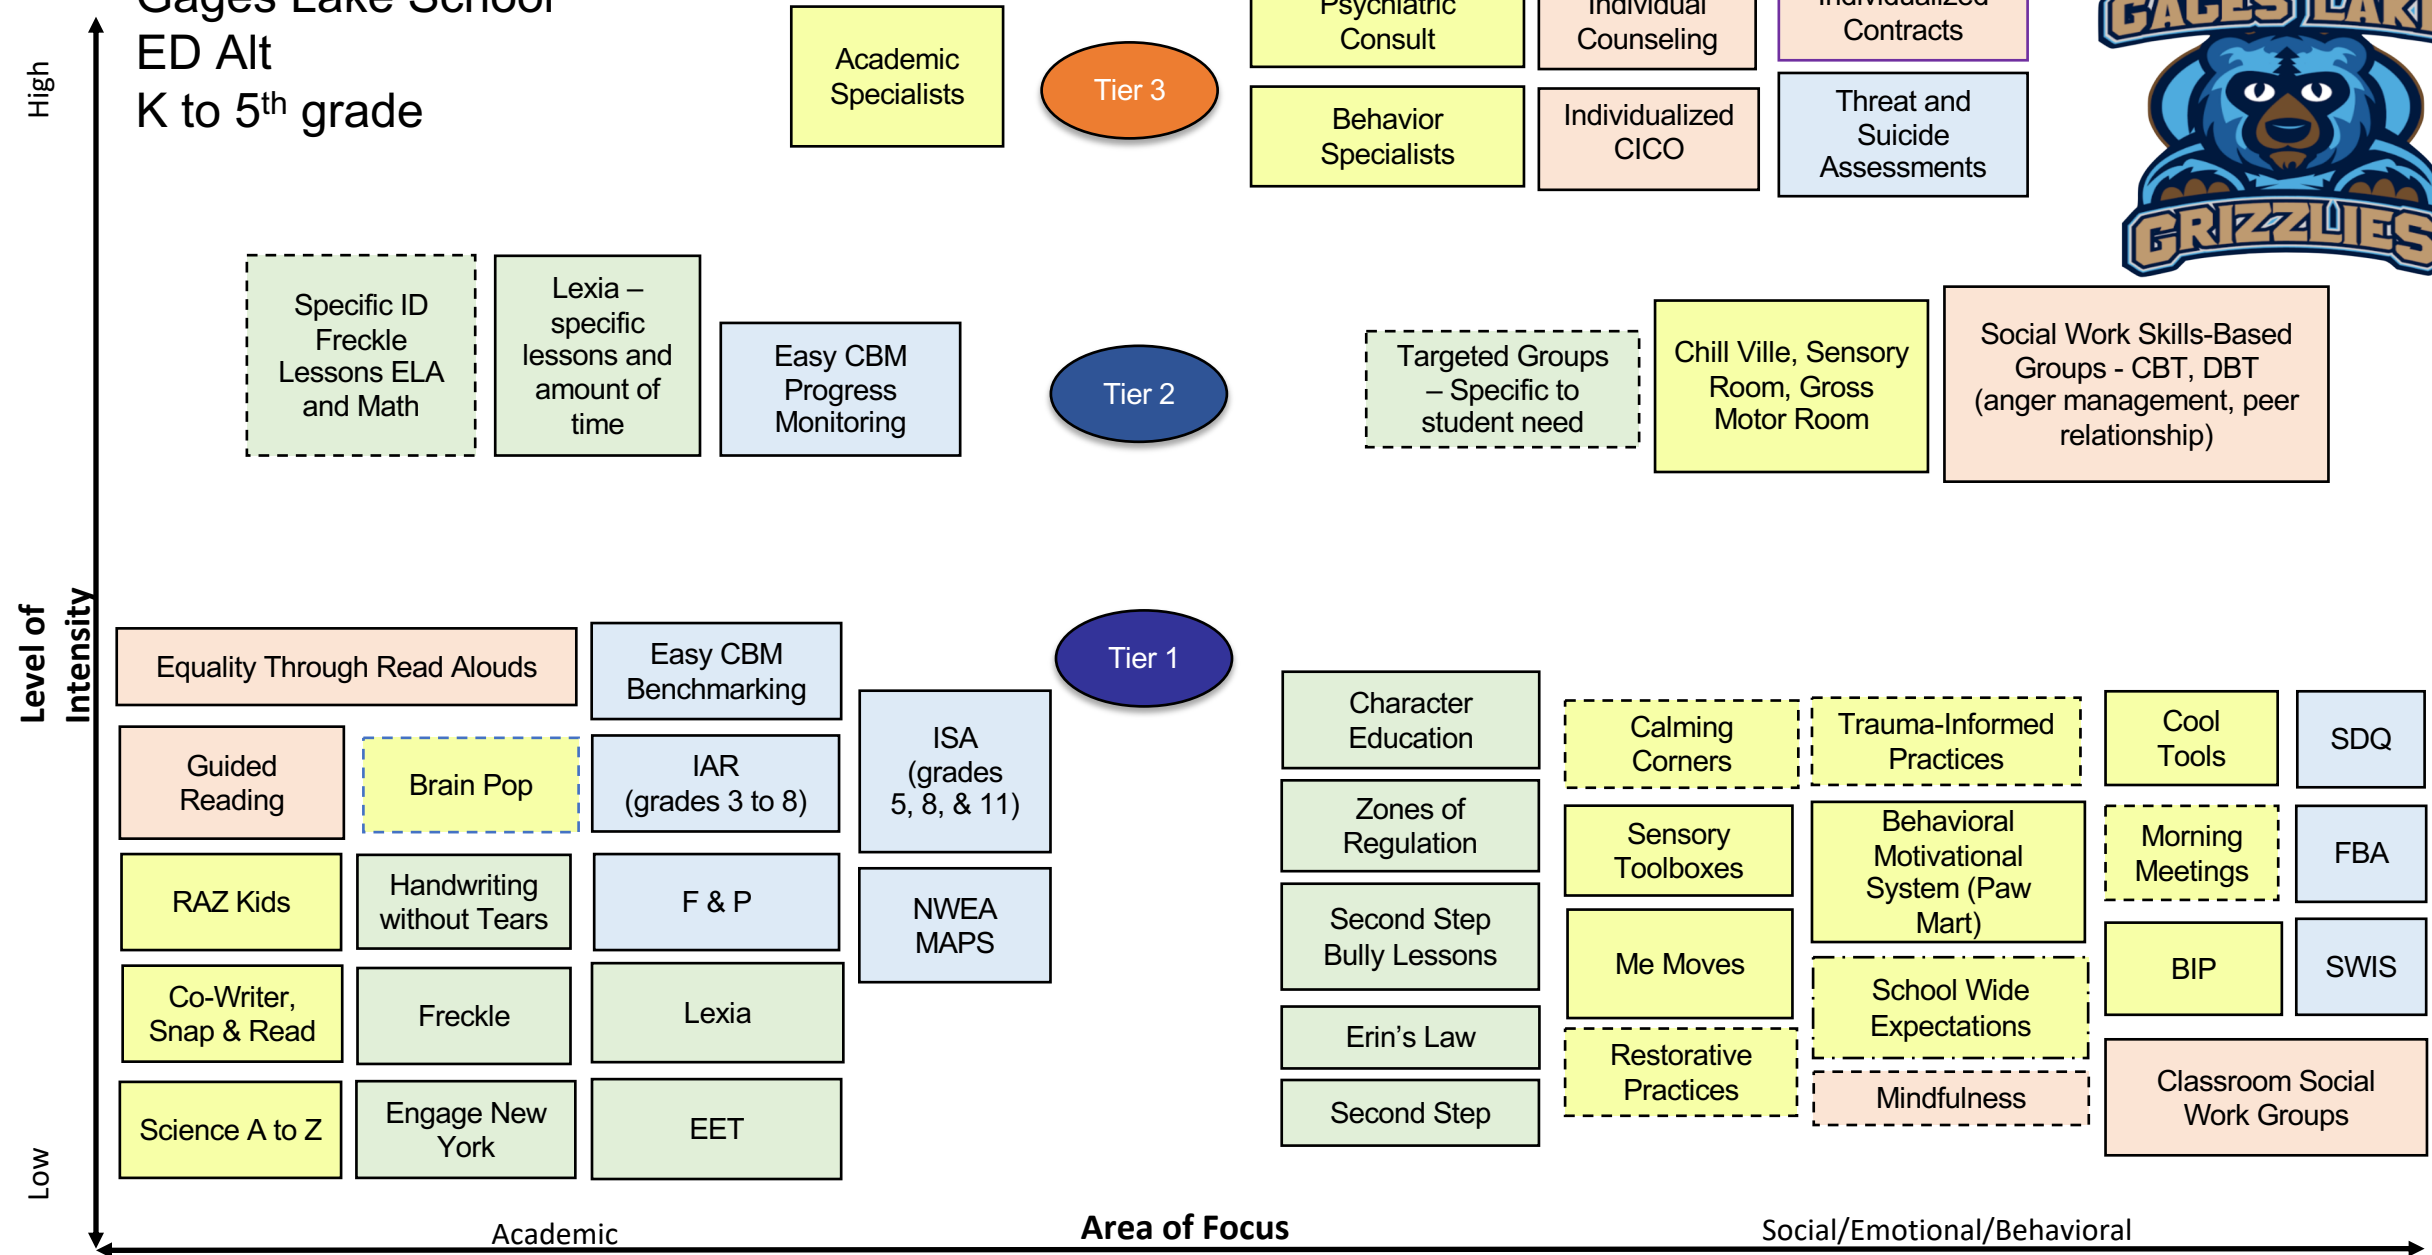 Gages Lake School
ED Alt
K to 5th grade
High
Academic
Specialists
Tier 3
Psychiatric
Consult
Individual
Counseling
Individualized
Contracts
Behavior
Specialists
Individualized
CICO
Threat and
Suicide
Assessments
GAGES LAKE
GRIZZLIES
Specific ID
Freckle
Lessons ELA
and Math
Lexia –
specific
lessons and
amount of
time
Easy CBM
Progress
Monitoring
Tier 2
Targeted Groups
– Specific to
student need
Chill Ville, Sensory
Room, Gross
Motor Room
Social Work Skills-Based
Groups - CBT, DBT
(anger management, peer
relationship)
Level of
Intensity
Tier 1
Equality Through Read Alouds
Easy CBM
Benchmarking
Guided
Reading
Brain Pop
IAR
(grades 3 to 8)
ISA
(grades
5, 8, & 11)
RAZ Kids
Handwriting
without Tears
F & P
NWEA
MAPS
Co-Writer,
Snap & Read
Freckle
Lexia
Science A to Z
Engage New
York
EET
Character
Education
Calming
Corners
Trauma-Informed
Practices
Cool
Tools
SDQ
Zones of
Regulation
Sensory
Toolboxes
Behavioral
Motivational
System (Paw
Mart)
Morning
Meetings
FBA
Second Step
Bully Lessons
Me Moves
School Wide
Expectations
BIP
SWIS
Erin’s Law
Restorative
Practices
Mindfulness
Classroom Social
Work Groups
Second Step
Low
Academic
Area of Focus
Social/Emotional/Behavioral